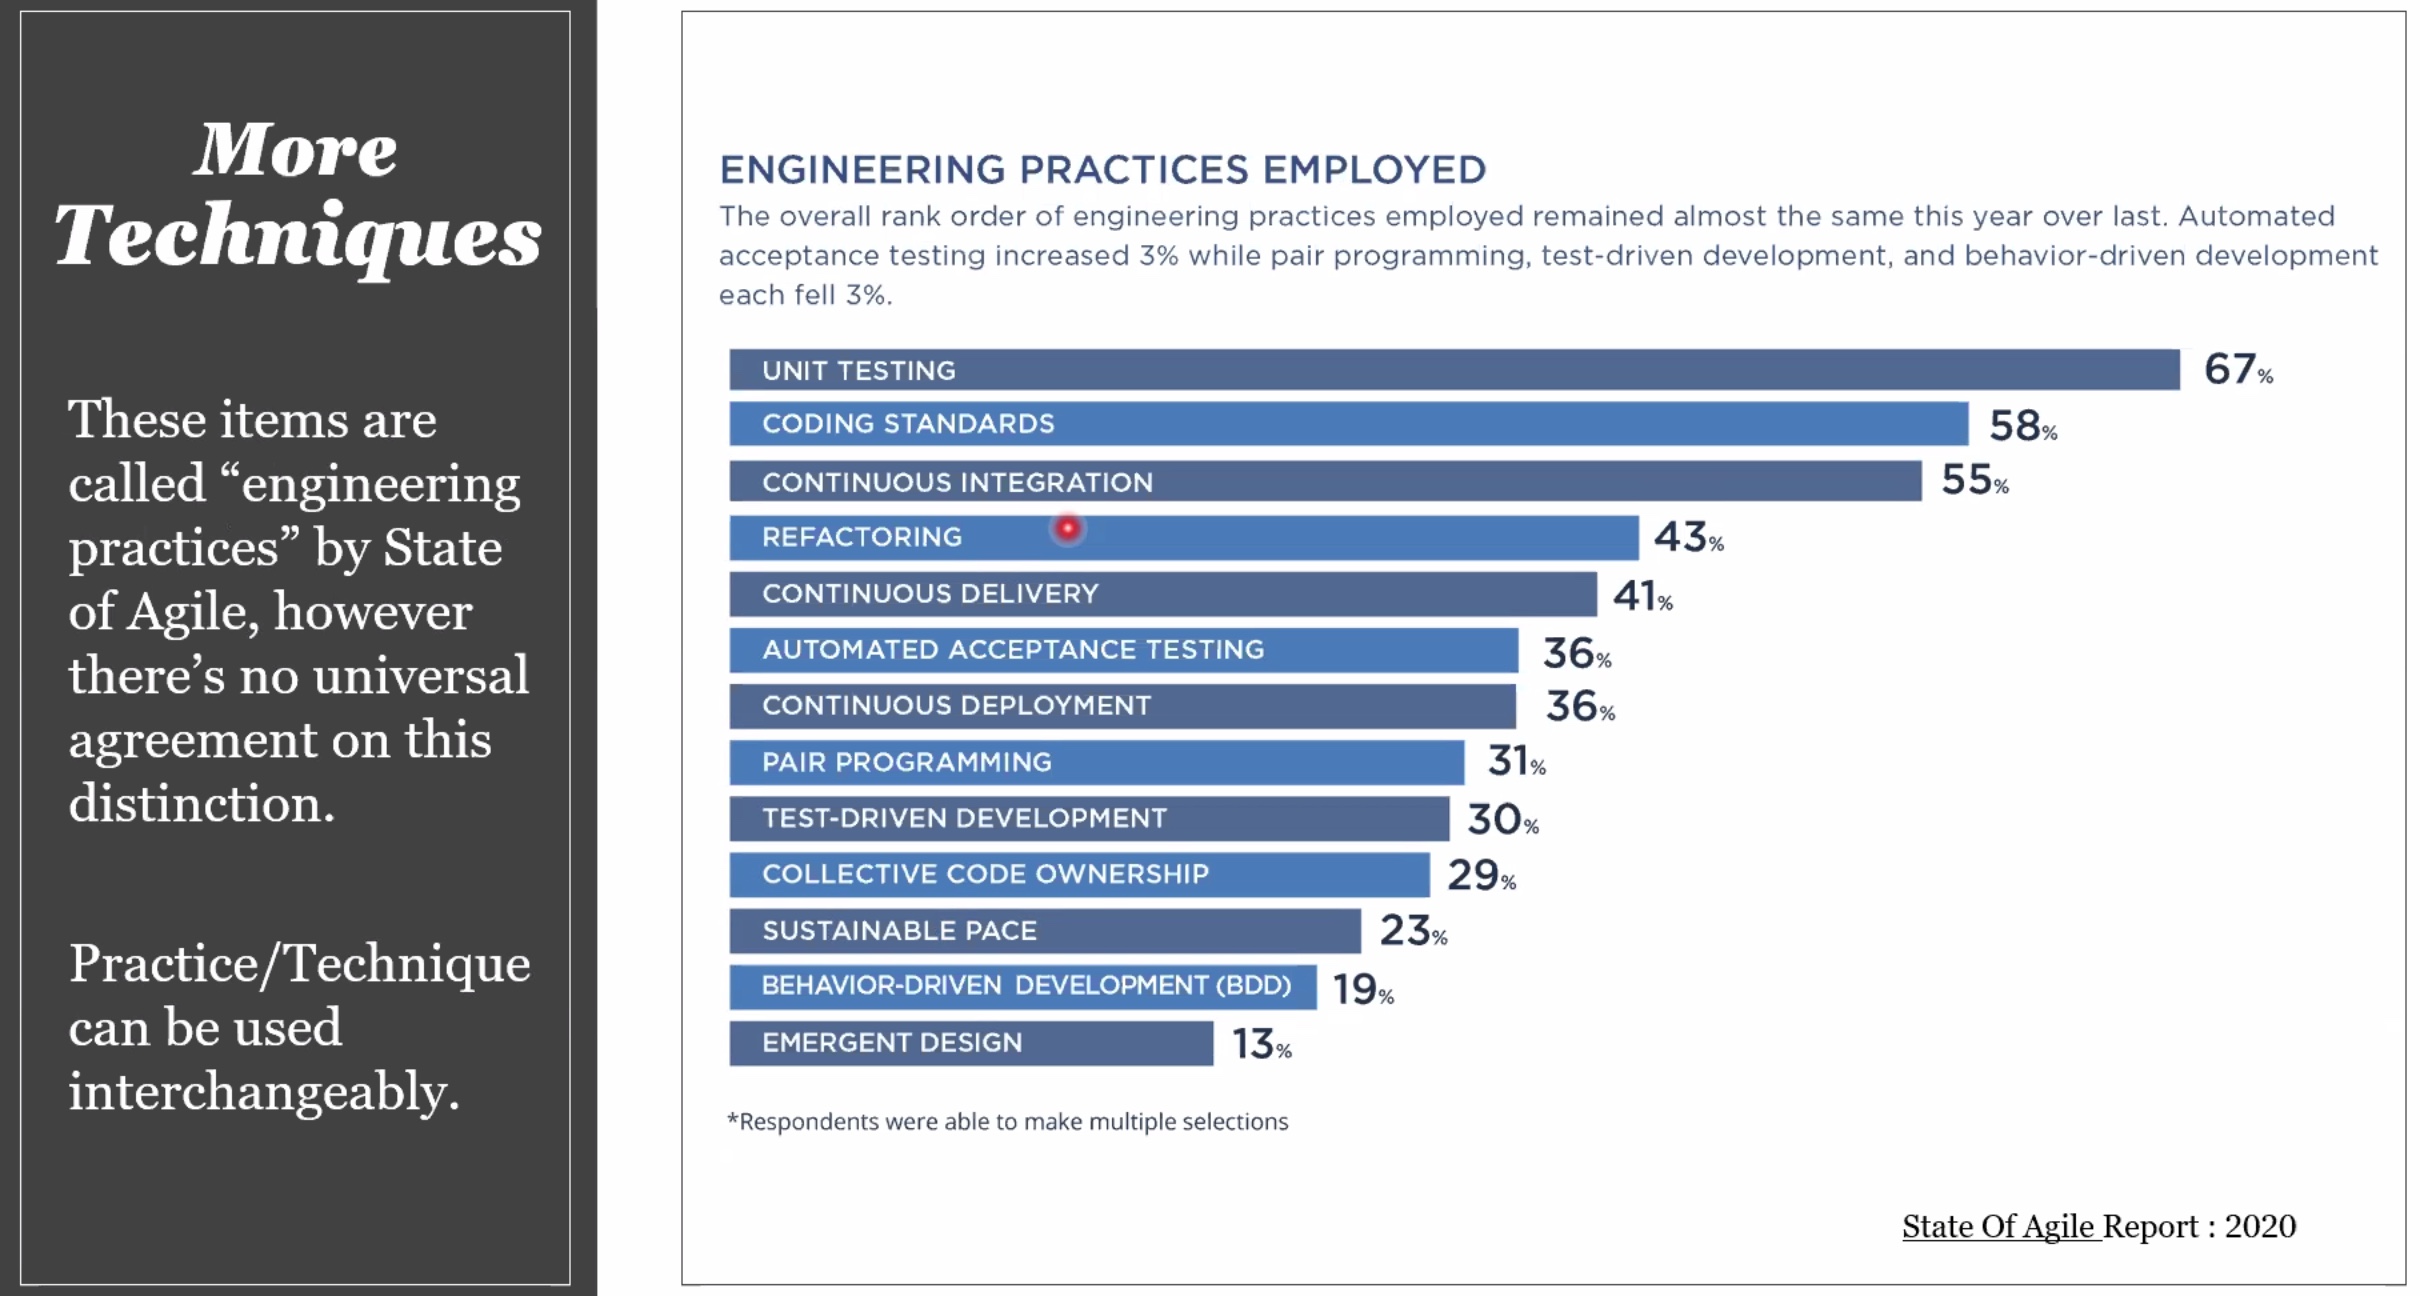 More
Techniques
These items are
called “engineering
practices” by State
of Agile, however
there’s no universal
agreement on this
distinction.
Practice/Technique
can be used
interchangeably.
ENGINEERING PRACTICES EMPLOYED
The overall rank order of engineering practices employed remained almost the same this year over last. Automated
acceptance testing increased 3% while pair programming, test-driven development, and behavior-driven development
each fell 3%.
UNIT TESTING 67%
CODING STANDARDS 58%
CONTINUOUS INTEGRATION 55%
REFACTORING 43%
CONTINUOUS DELIVERY 41%
AUTOMATED ACCEPTANCE TESTING 36%
CONTINUOUS DEPLOYMENT 36%
PAIR PROGRAMMING 31%
TEST-DRIVEN DEVELOPMENT 30%
COLLECTIVE CODE OWNERSHIP 29%
SUSTAINABLE PACE 23%
BEHAVIOR-DRIVEN DEVELOPMENT (BDD) 19%
EMERGENT DESIGN 13%
*Respondents were able to make multiple selections
State Of Agile Report : 2020